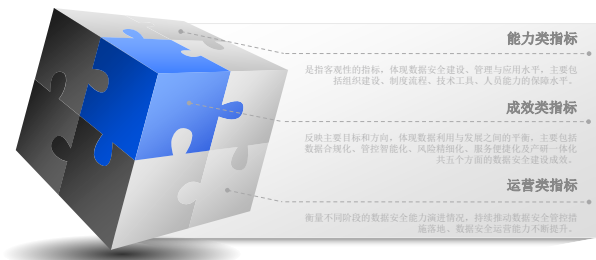 能力类指标
是指客观性的指标，体现数据安全建设、管理与应用水平，主要包
括组织建设、制度流程、技术工具、人员能力的保障水平。
成效类指标
反映主要目标和方向，体现数据利用与发展之间的平衡，主要包括
数据合规化、管控智能化、风险精细化、服务便捷化及产研一体化
共五个方面的数据安全建设成效。
运营类指标
衡量不同阶段的数据安全能力演进情况，持续推动数据安全管控措
施落地、数据安全运营能力不断提升。